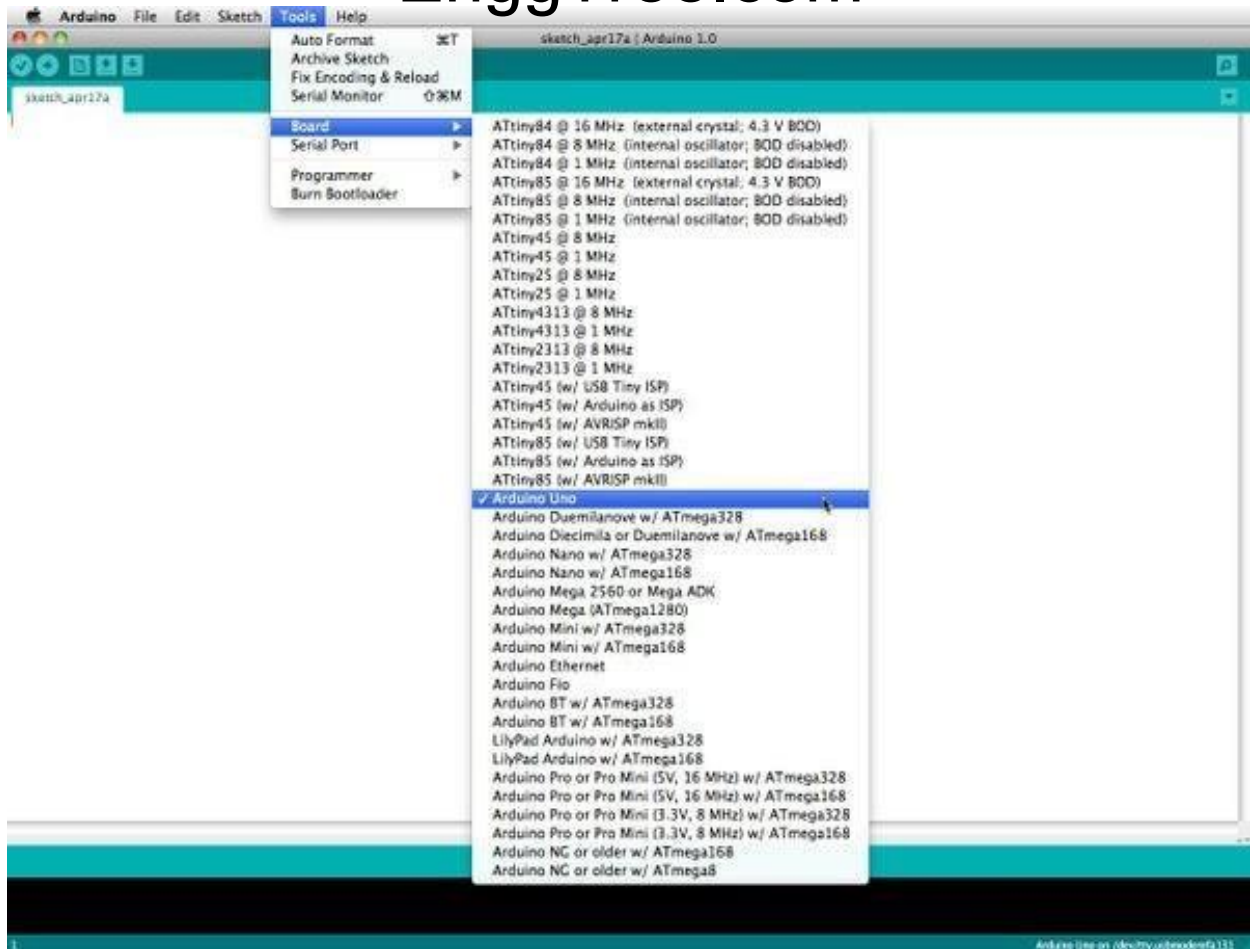 EnggTree.com
Arduino File Edit Sketch Tools Help
sketch_apr17a | Arduino 1.0
Auto Format ⌘T
Archive Sketch
Fix Encoding & Reload
Serial Monitor ⇧⌘M
sketch_apr17a
Board
Serial Port
Programmer
Burn Bootloader
ATtiny84 @ 16 MHz (external crystal; 4.3 V BOD)
ATtiny84 @ 8 MHz (internal oscillator; BOD disabled)
ATtiny84 @ 1 MHz (internal oscillator; BOD disabled)
ATtiny85 @ 16 MHz (external crystal; 4.3 V BOD)
ATtiny85 @ 8 MHz (internal oscillator; BOD disabled)
ATtiny85 @ 1 MHz (internal oscillator; BOD disabled)
ATtiny45 @ 8 MHz
ATtiny45 @ 1 MHz
ATtiny25 @ 8 MHz
ATtiny25 @ 1 MHz
ATtiny4313 @ 8 MHz
ATtiny4313 @ 1 MHz
ATtiny2313 @ 8 MHz
ATtiny2313 @ 1 MHz
ATtiny45 (w/ USB Tiny ISP)
ATtiny45 (w/ Arduino as ISP)
ATtiny45 (w/ AVRISP mkII)
ATtiny85 (w/ USB Tiny ISP)
ATtiny85 (w/ Arduino as ISP)
ATtiny85 (w/ AVRISP mkII)
✓ Arduino Uno
Arduino Duemilanove w/ ATmega328
Arduino Diecimila or Duemilanove w/ ATmega168
Arduino Nano w/ ATmega328
Arduino Nano w/ ATmega168
Arduino Mega 2560 or Mega ADK
Arduino Mega (ATmega1280)
Arduino Mini w/ ATmega328
Arduino Mini w/ ATmega168
Arduino Ethernet
Arduino Fio
Arduino BT w/ ATmega328
Arduino BT w/ ATmega168
LilyPad Arduino w/ ATmega328
LilyPad Arduino w/ ATmega168
Arduino Pro or Pro Mini (5V, 16 MHz) w/ ATmega328
Arduino Pro or Pro Mini (5V, 16 MHz) w/ ATmega168
Arduino Pro or Pro Mini (3.3V, 8 MHz) w/ ATmega328
Arduino Pro or Pro Mini (3.3V, 8 MHz) w/ ATmega168
Arduino NG or older w/ ATmega168
Arduino NG or older w/ ATmega8
1
Arduino Uno on